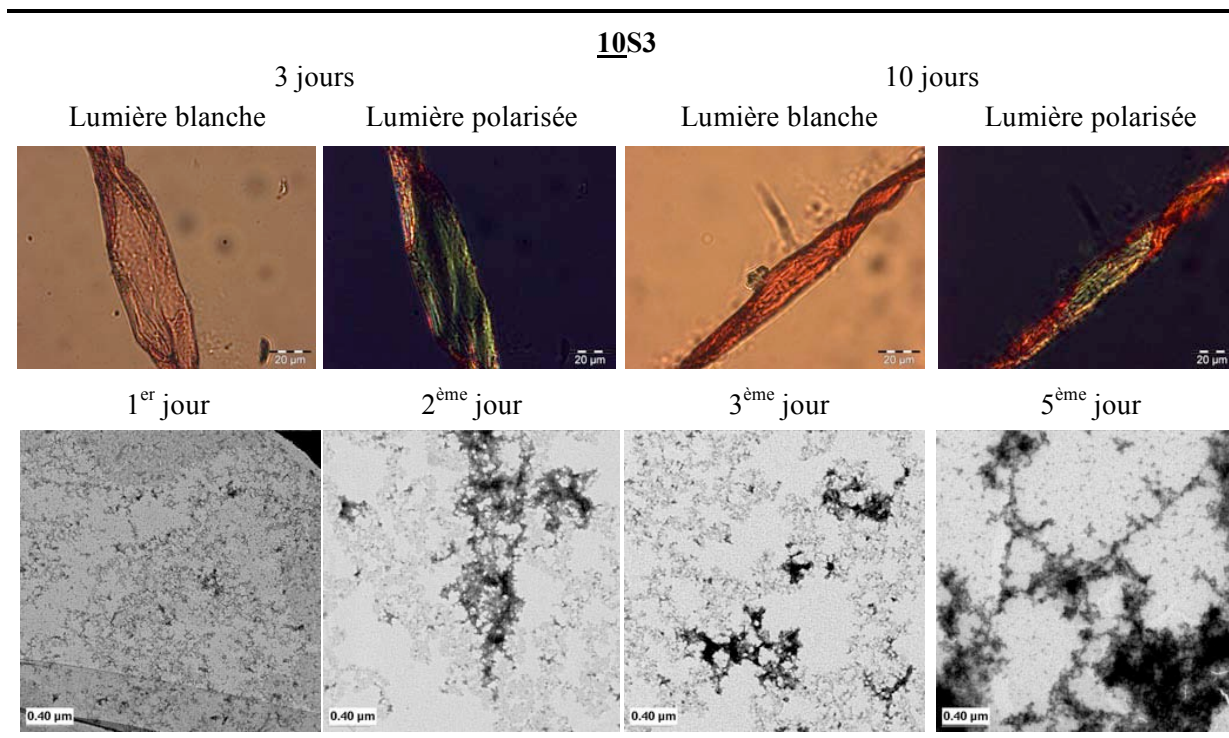 10S3
3 jours 10 jours
Lumière blanche Lumière polarisée Lumière blanche Lumière polarisée
20 µm 20 µm 20 µm 20 µm
1er jour 2ème jour 3ème jour 5ème jour
0.40 µm 0.40 µm 0.40 µm 0.40 µm